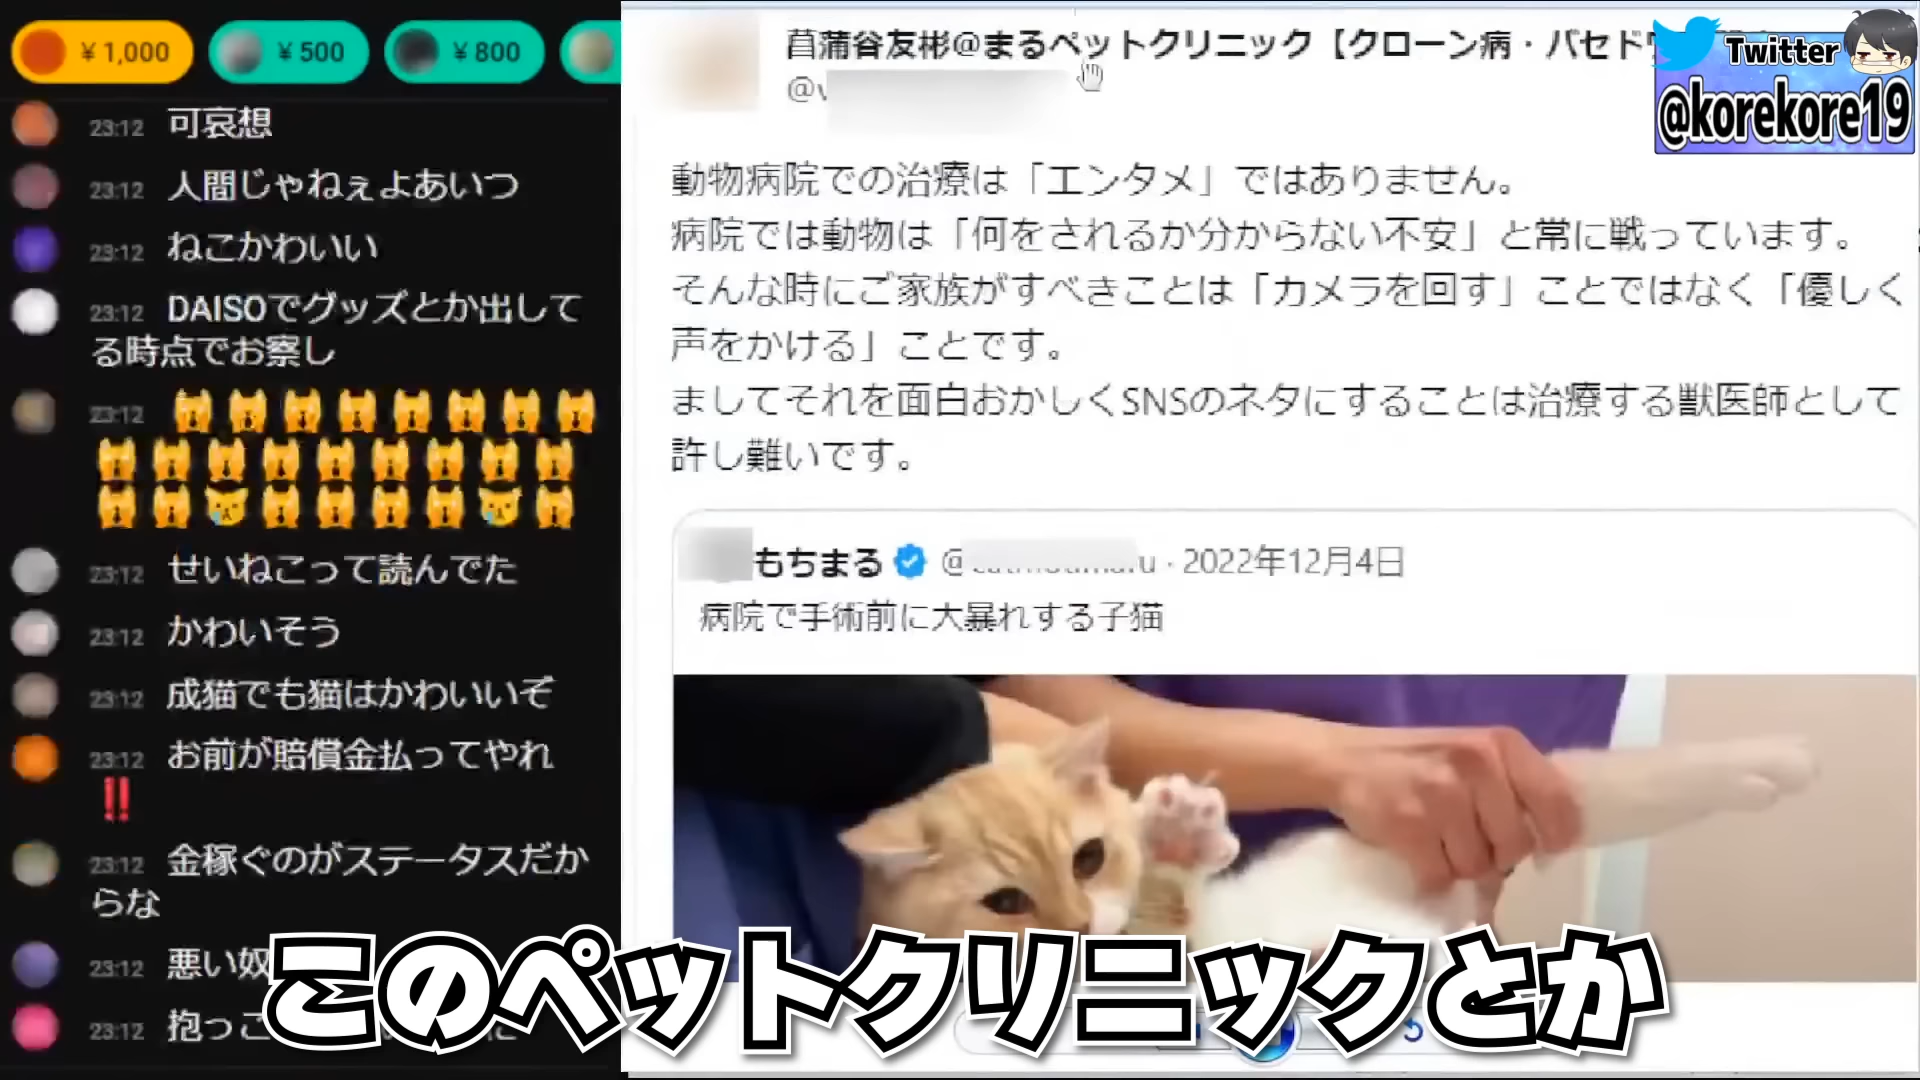 ¥1,000
¥500
¥800
23:12 可哀想
23:12 人間じゃねぇよあいつ
23:12 ねこかわいい
23:12 DAISOでグッズとか出して
る時点でお察し
23:12
23:12 せいねこって読んでた
23:12 かわいそう
23:12 成猫でも猫はかわいいぞ
23:12 お前が賠償金払ってやれ
‼
23:12 金稼ぐのがステータスだか
らな
23:12 悪い奴
23:12 抱っこ
菖蒲谷友彬@まるペットクリニック【クローン病・バセド
@v
Twitter
@korekore19
動物病院での治療は「エンタメ」ではありません。
病院では動物は「何をされるか分からない不安」と常に戦っています。
そんな時にご家族がすべきことは「カメラを回す」ことではなく「優しく
声をかける」ことです。
ましてそれを面白おかしくSNSのネタにすることは治療する獣医師として
許し難いです。
もちまる @ · 2022年12月4日
病院で手術前に大暴れする子猫
このペットクリニックとか